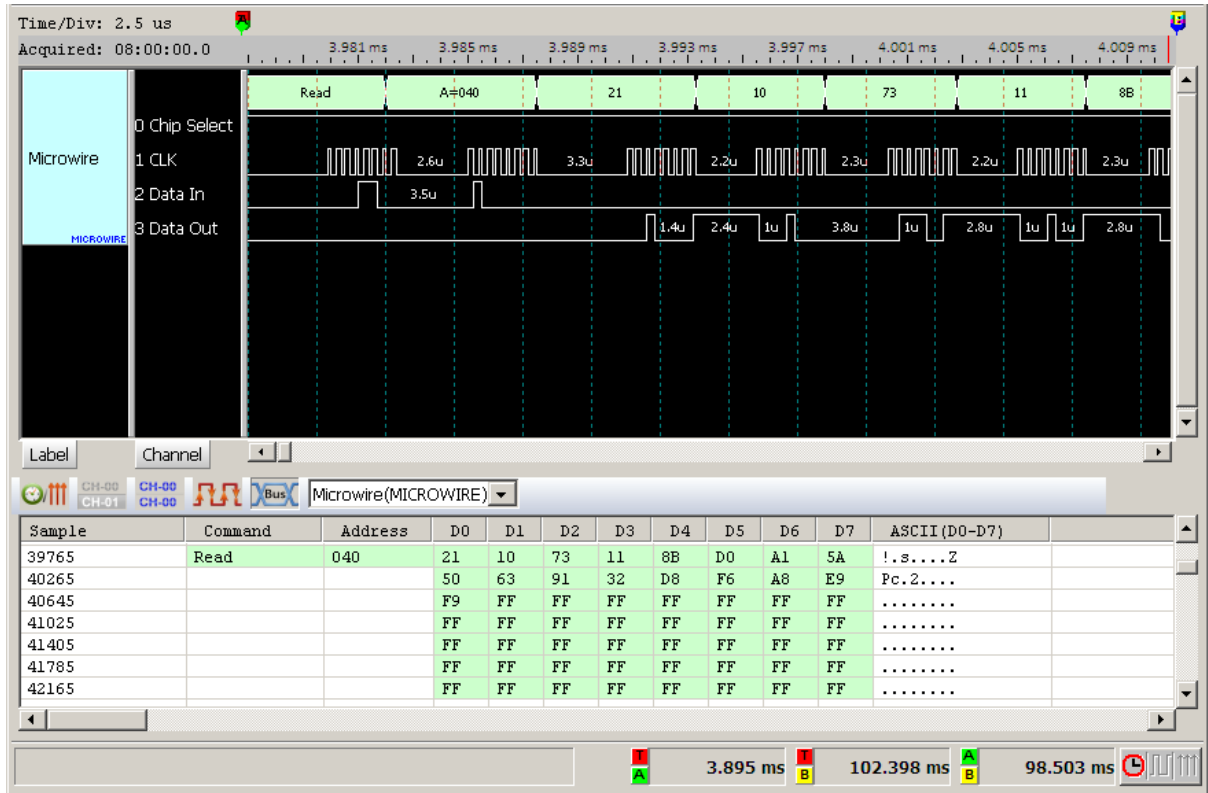 Time/Div: 2.5 us
A
B
Acquired: 08:00:00.0 3.981 ms 3.985 ms 3.989 ms 3.993 ms 3.997 ms 4.001 ms 4.005 ms 4.009 ms
Read A=040 21 10 73 11 8B
0 Chip Select
Microwire 1 CLK 2.6u 3.3u 2.2u 2.3u 2.2u 2.3u
2 Data In 3.5u
MICROWIRE 3 Data Out 1.4u 2.4u 1u 3.8u 1u 2.8u 1u 1u 2.8u
Label Channel
CH-00 CH-01 CH-00 CH-00 Bus Microwire(MICROWIRE)
Sample Command Address D0 D1 D2 D3 D4 D5 D6 D7 ASCII(D0-D7)
39765 Read 040 21 10 73 11 8B D0 A1 5A !.s....Z
40265 50 63 91 32 D8 F6 A8 E9 Pc.2....
40645 F9 FF FF FF FF FF FF FF ........
41025 FF FF FF FF FF FF FF FF ........
41405 FF FF FF FF FF FF FF FF ........
41785 FF FF FF FF FF FF FF FF ........
42165 FF FF FF FF FF FF FF FF ........
T A 3.895 ms T B 102.398 ms A B 98.503 ms